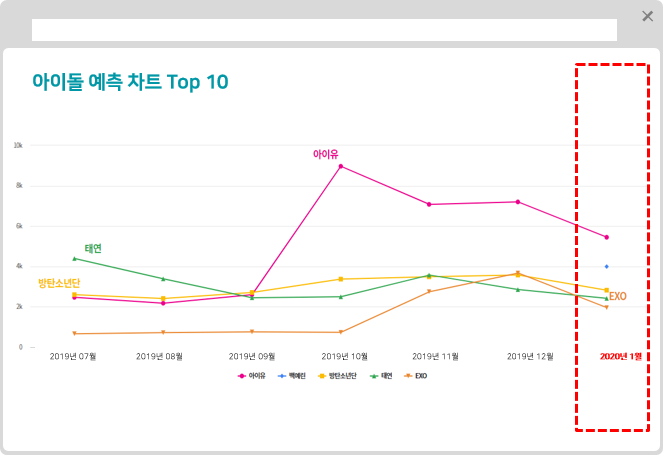 아이돌 예측 차트 Top 10
아이유
10k
8k
6k
태연
4k
방탄소년단
EXO
2k
0
2019년 07월 2019년 08월 2019년 09월 2019년 10월 2019년 11월 2019년 12월 2020년 1월
아이유 백예린 방탄소년단 태연 EXO